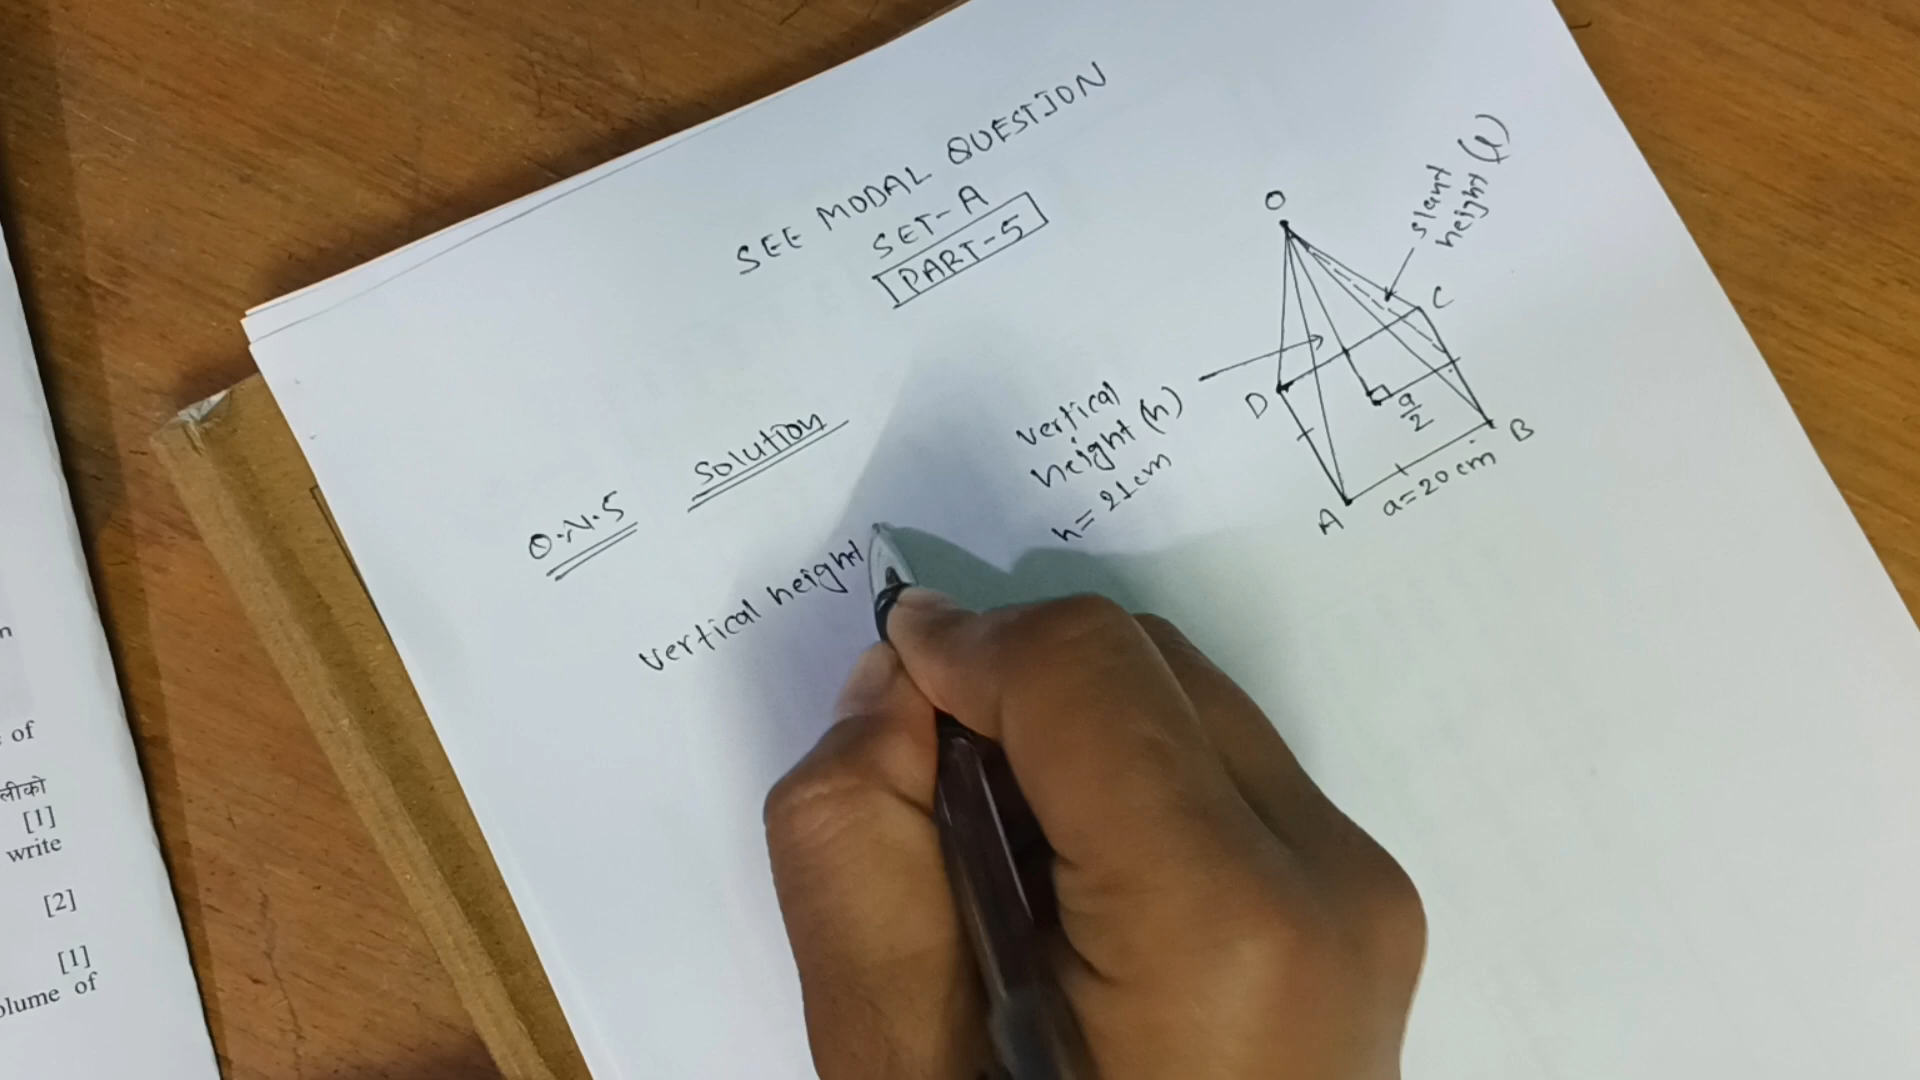 SEE MODAL QUESTION
SET-A
PART-5
Q.N.5
Solution
vertical height
vertical
height (h)
h = 21cm
O
slant
height (l)
C
D
a/2
B
A
a=20 cm
of
लीको
[1]
write
[2]
[1]
of